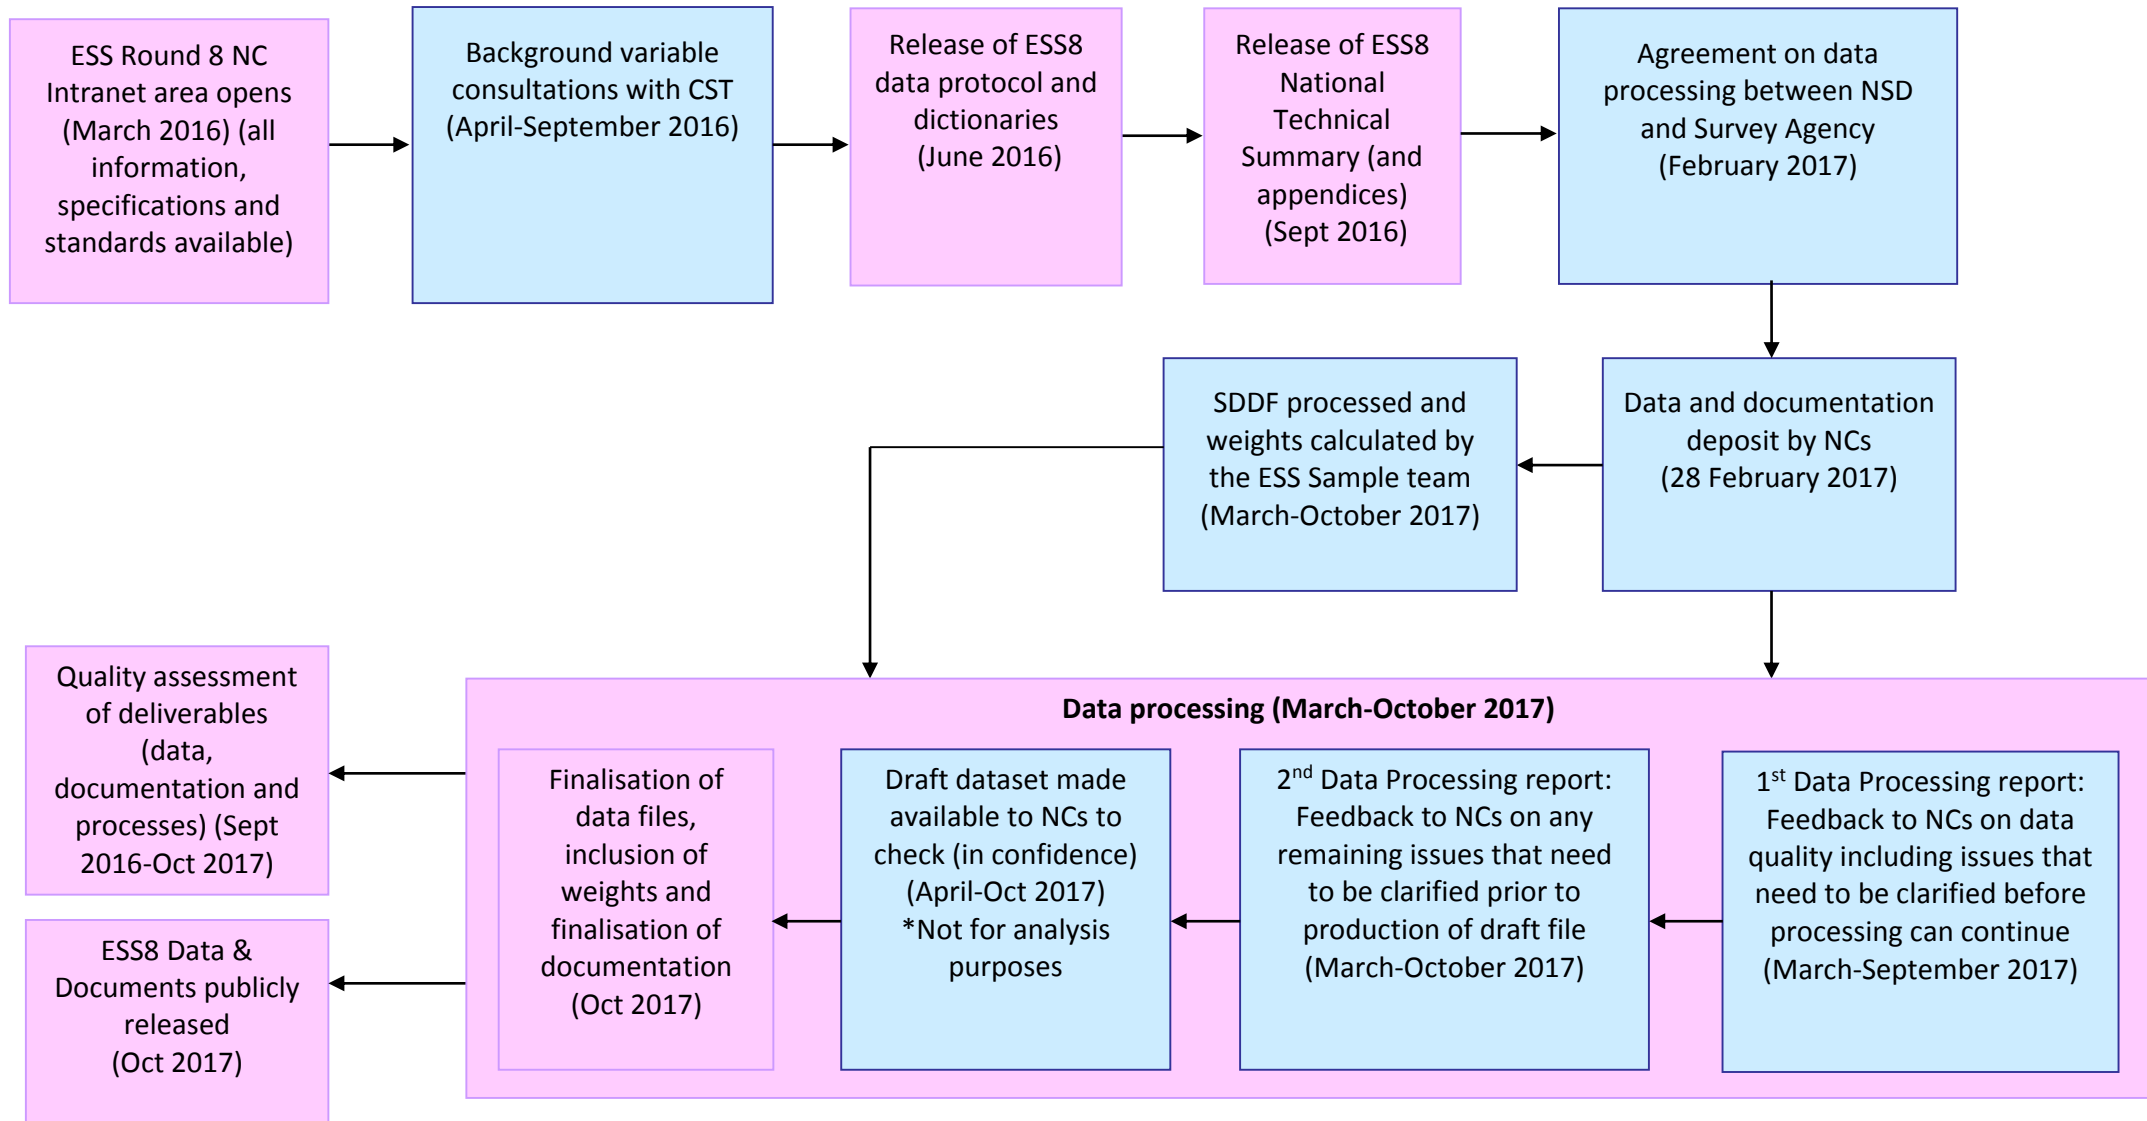 ESS Round 8 NC
Intranet area opens
(March 2016) (all
information,
specifications and
standards available)
Background variable
consultations with CST
(April-September 2016)
Release of ESS8
data protocol and
dictionaries
(June 2016)
Release of ESS8
National
Technical
Summary (and
appendices)
(Sept 2016)
Agreement on data
processing between NSD
and Survey Agency
(February 2017)
SDDF processed and
weights calculated by
the ESS Sample team
(March-October 2017)
Data and documentation
deposit by NCs
(28 February 2017)
Quality assessment
of deliverables
(data,
documentation and
processes) (Sept
2016-Oct 2017)
ESS8 Data &
Documents publicly
released
(Oct 2017)
Data processing (March-October 2017)
Finalisation of
data files,
inclusion of
weights and
finalisation of
documentation
(Oct 2017)
Draft dataset made
available to NCs to
check (in confidence)
(April-Oct 2017)
*Not for analysis
purposes
2nd Data Processing report:
Feedback to NCs on any
remaining issues that need
to be clarified prior to
production of draft file
(March-October 2017)
1st Data Processing report:
Feedback to NCs on data
quality including issues that
need to be clarified before
processing can continue
(March-September 2017)